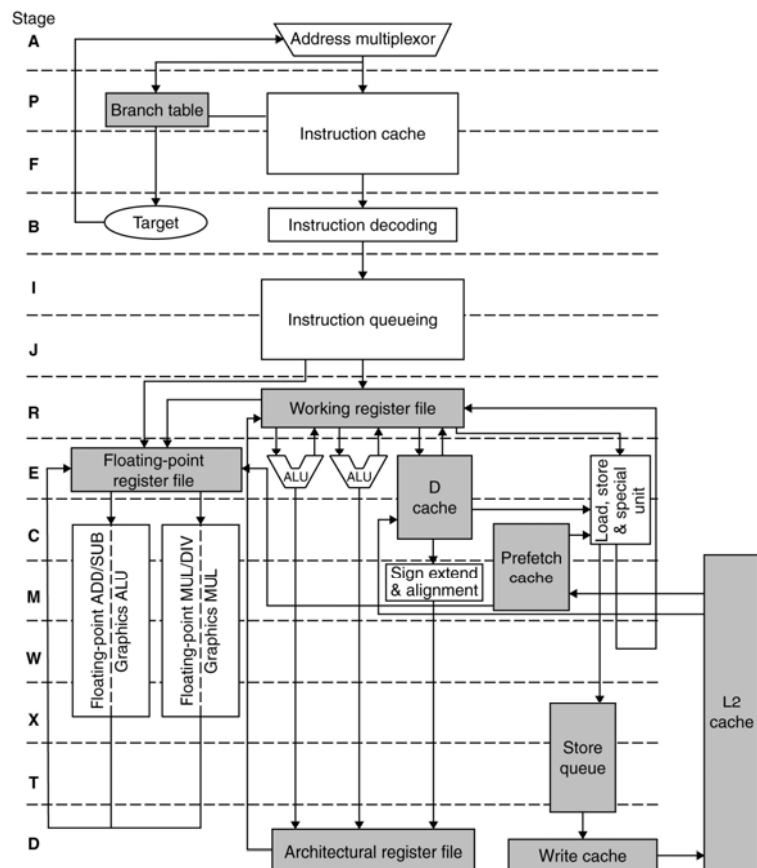 Stage
A
Address multiplexor
P
Branch table
Instruction cache
F
B
Target
Instruction decoding
I
Instruction queueing
J
R
Working register file
E
Floating-point
register file
ALU
ALU
D
cache
Load, store
& special
unit
C
Floating-point ADD/SUB
Graphics ALU
Floating-point MUL/DIV
Graphics MUL
Prefetch
cache
M
Sign extend
& alignment
W
X
L2
cache
Store
queue
T
D
Architectural register file
Write cache